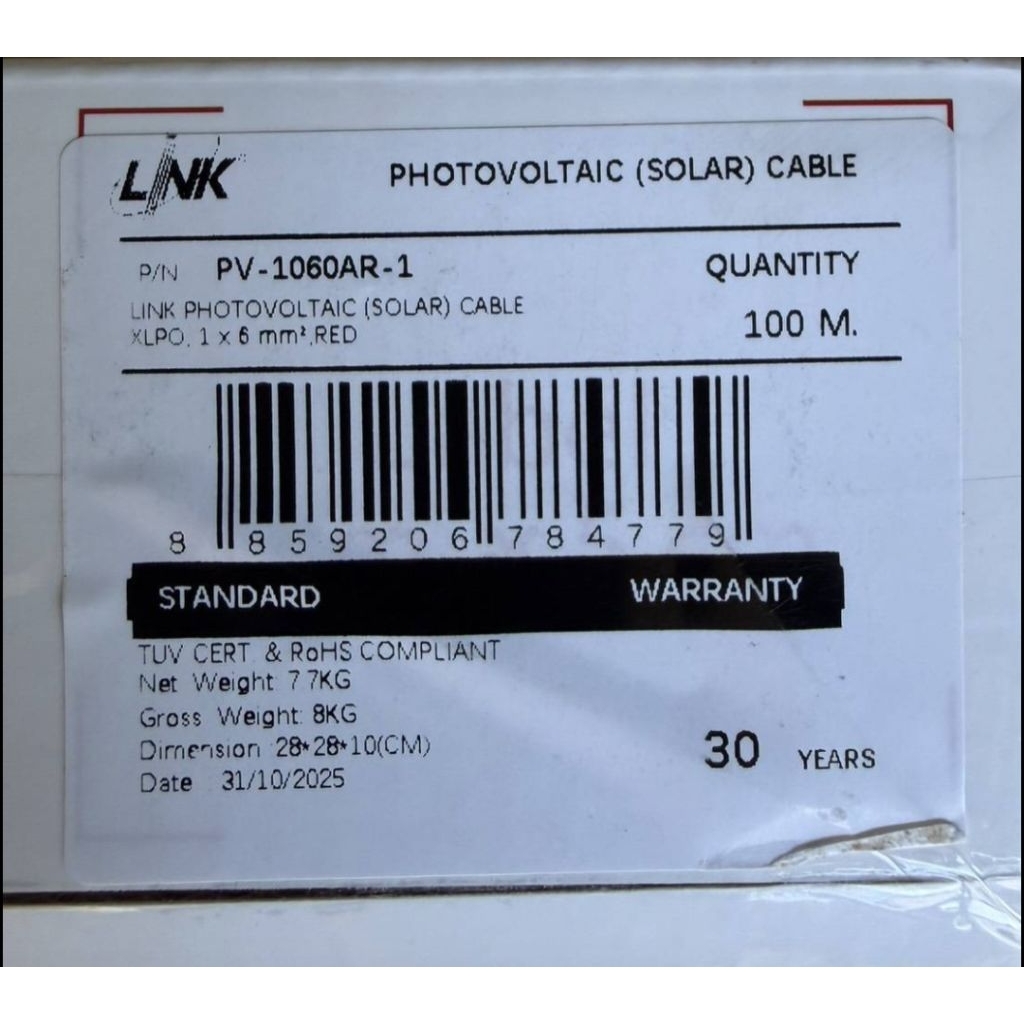 LINK PHOTOVOLTAIC (SOLAR) CABLE
P/N PV-1060AR-1 QUANTITY
LINK PHOTOVOLTAIC (SOLAR) CABLE
XLPO, 1 x 6 mm²,RED 100 M.
8 859206 784779
STANDARD WARRANTY
TUV CERT. & RoHS COMPLIANT
Net Weight 7.7KG
Gross Weight: 8KG
Dimension :28*28*10(CM)
30 YEARS
Date 31/10/2025